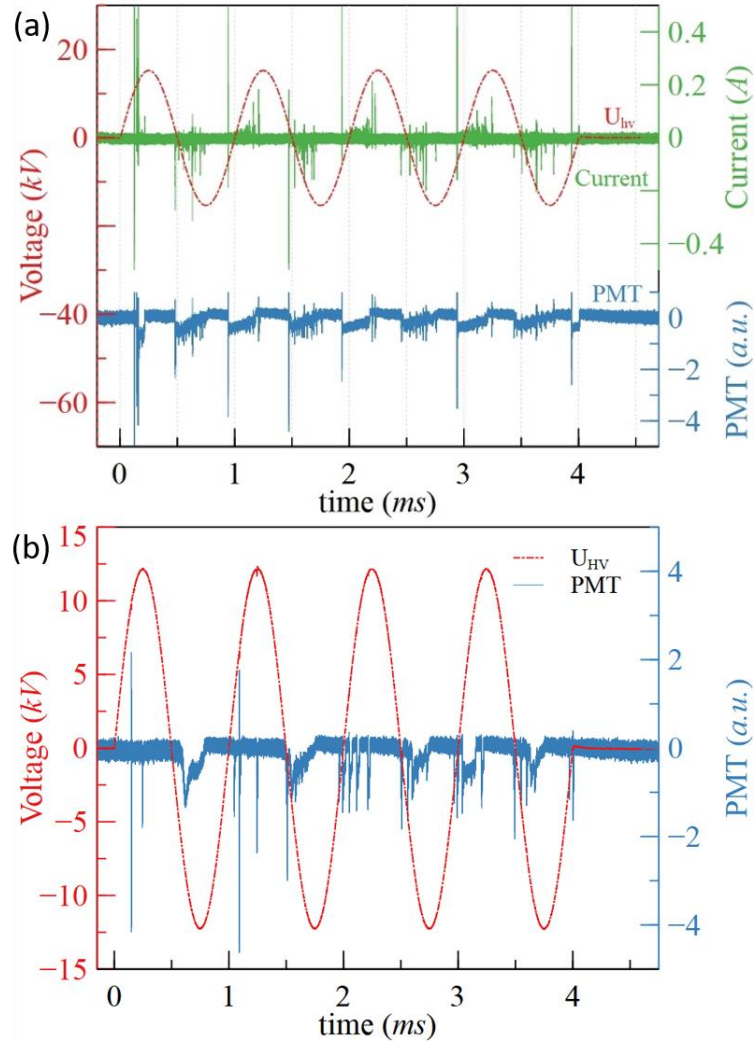 (a)
20
0
−20
−40
−60
Voltage (kV)
0.4
0.2
0
−0.4
Current (A)
U_hv
Current
PMT
0
−2
−4
PMT (a.u.)
0 1 2 3 4
time (ms)
(b)
15
10
5
0
−5
−10
−15
Voltage (kV)
U_HV
PMT
4
2
0
−2
−4
PMT (a.u.)
0 1 2 3 4
time (ms)